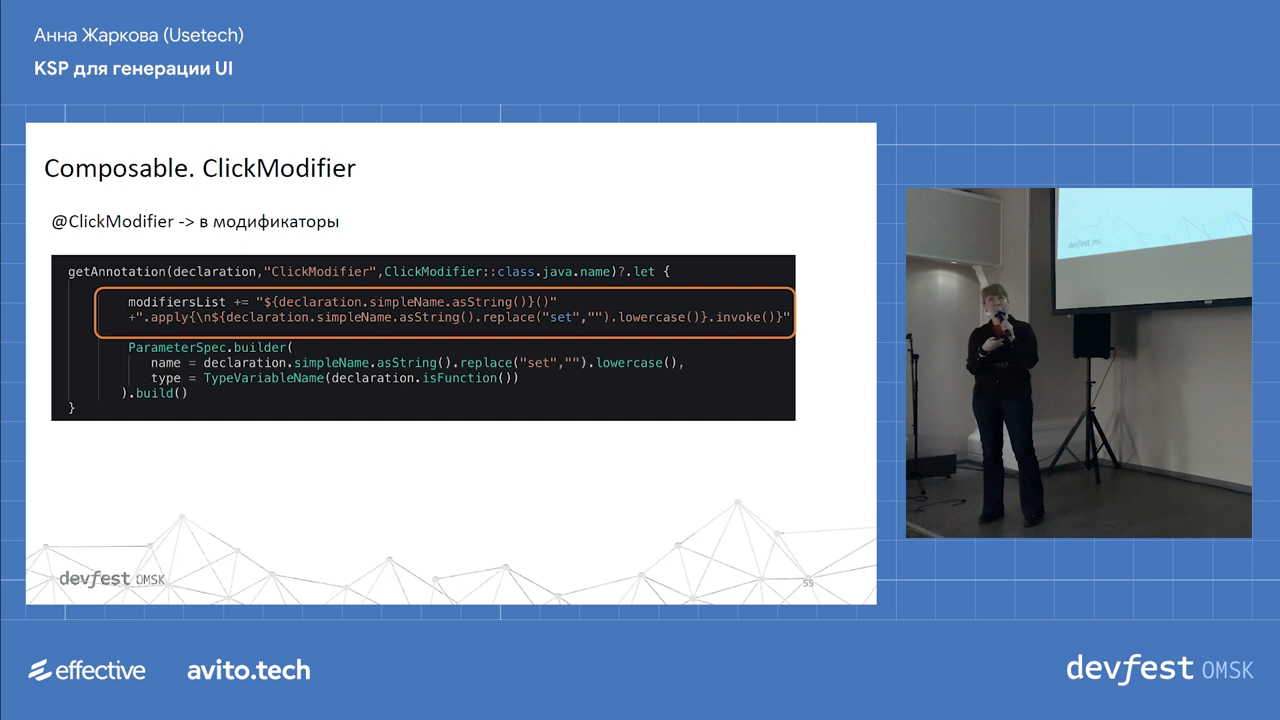 Анна Жаркова (Usetech)
KSP для генерации UI
Composable. ClickModifier
@ClickModifier -> в модификаторы
getAnnotation(declaration,"ClickModifier",ClickModifier::class.java.name)?.let {
modifiersList += "${declaration.simpleName.asString()}()"
+".apply{\n${declaration.simpleName.asString().replace("set","").lowercase()}.invoke()}"
ParameterSpec.builder(
name = declaration.simpleName.asString().replace("set","").lowercase(),
type = TypeVariableName(declaration.isFunction())
).build()
}
devfest OMSK
55
devfest OMSK
effective
avito.tech
devfest OMSK